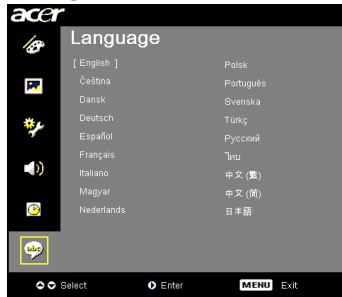 acer
Language
[ English ]
Čeština
Dansk
Deutsch
Español
Français
Italiano
Magyar
Nederlands
Polsk
Português
Svenska
Türkç
Русский
ไทย
中文 (繁)
中文 (简)
日本語
abc
Select Enter MENU Exit